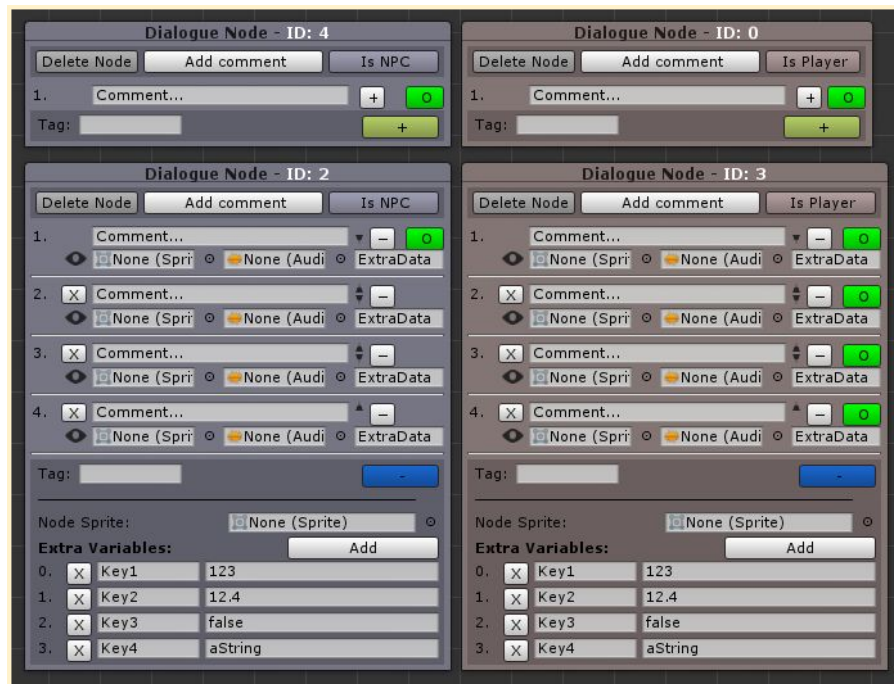 Dialogue Node - ID: 4
Delete Node Add comment Is NPC
1. Comment... + O
Tag: +
Dialogue Node - ID: 0
Delete Node Add comment Is Player
1. Comment... + O
Tag: +
Dialogue Node - ID: 2
Delete Node Add comment Is NPC
1. Comment... - O
None (Spri None (Audi ExtraData
2. X Comment... -
None (Spri None (Audi ExtraData
3. X Comment... -
None (Spri None (Audi ExtraData
4. X Comment... -
None (Spri None (Audi ExtraData
Tag: -
Node Sprite: None (Sprite)
Extra Variables: Add
0. X Key1 123
1. X Key2 12.4
2. X Key3 false
3. X Key4 aString
Dialogue Node - ID: 3
Delete Node Add comment Is Player
1. Comment... - O
None (Spri None (Audi ExtraData
2. X Comment... - O
None (Spri None (Audi ExtraData
3. X Comment... - O
None (Spri None (Audi ExtraData
4. X Comment... - O
None (Spri None (Audi ExtraData
Tag: -
Node Sprite: None (Sprite)
Extra Variables: Add
0. X Key1 123
1. X Key2 12.4
2. X Key3 false
3. X Key4 aString